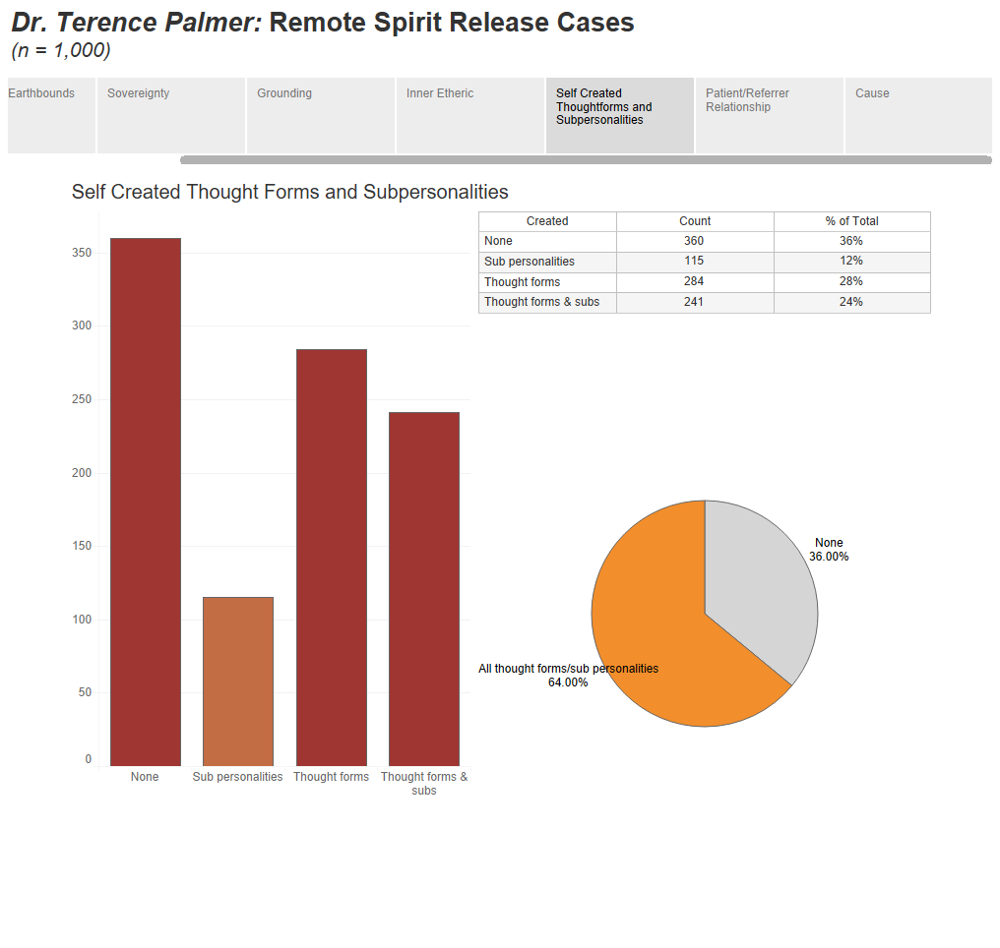 Dr. Terence Palmer: Remote Spirit Release Cases
(n = 1,000)
Earthbounds
Sovereignty
Grounding
Inner Etheric
Self Created
Thoughtforms and
Subpersonalities
Patient/Referrer
Relationship
Cause
Self Created Thought Forms and Subpersonalities
350
300
250
200
150
100
50
0
None
Sub personalities
Thought forms
Thought forms &
subs
Created Count % of Total
None 360 36%
Sub personalities 115 12%
Thought forms 284 28%
Thought forms & subs 241 24%
None
36.00%
All thought forms/sub personalities
64.00%